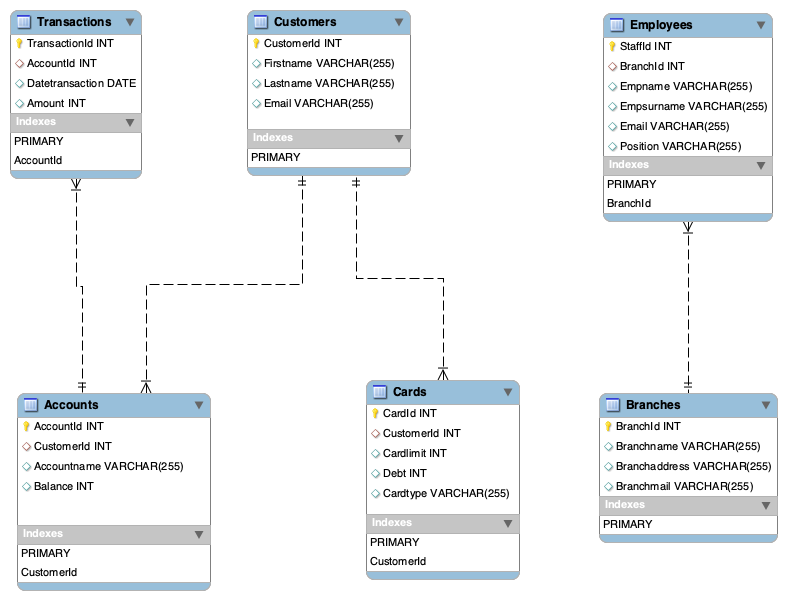 Transactions
TransactionId INT
AccountId INT
Datetransaction DATE
Amount INT
Indexes
PRIMARY
AccountId
Customers
CustomerId INT
Firstname VARCHAR(255)
Lastname VARCHAR(255)
Email VARCHAR(255)
Indexes
PRIMARY
Employees
StaffId INT
BranchId INT
Empname VARCHAR(255)
Empsurname VARCHAR(255)
Email VARCHAR(255)
Position VARCHAR(255)
Indexes
PRIMARY
BranchId
Accounts
AccountId INT
CustomerId INT
Accountname VARCHAR(255)
Balance INT
Indexes
PRIMARY
CustomerId
Cards
CardId INT
CustomerId INT
Cardlimit INT
Debt INT
Cardtype VARCHAR(255)
Indexes
PRIMARY
CustomerId
Branches
BranchId INT
Branchname VARCHAR(255)
Branchaddress VARCHAR(255)
Branchmail VARCHAR(255)
Indexes
PRIMARY